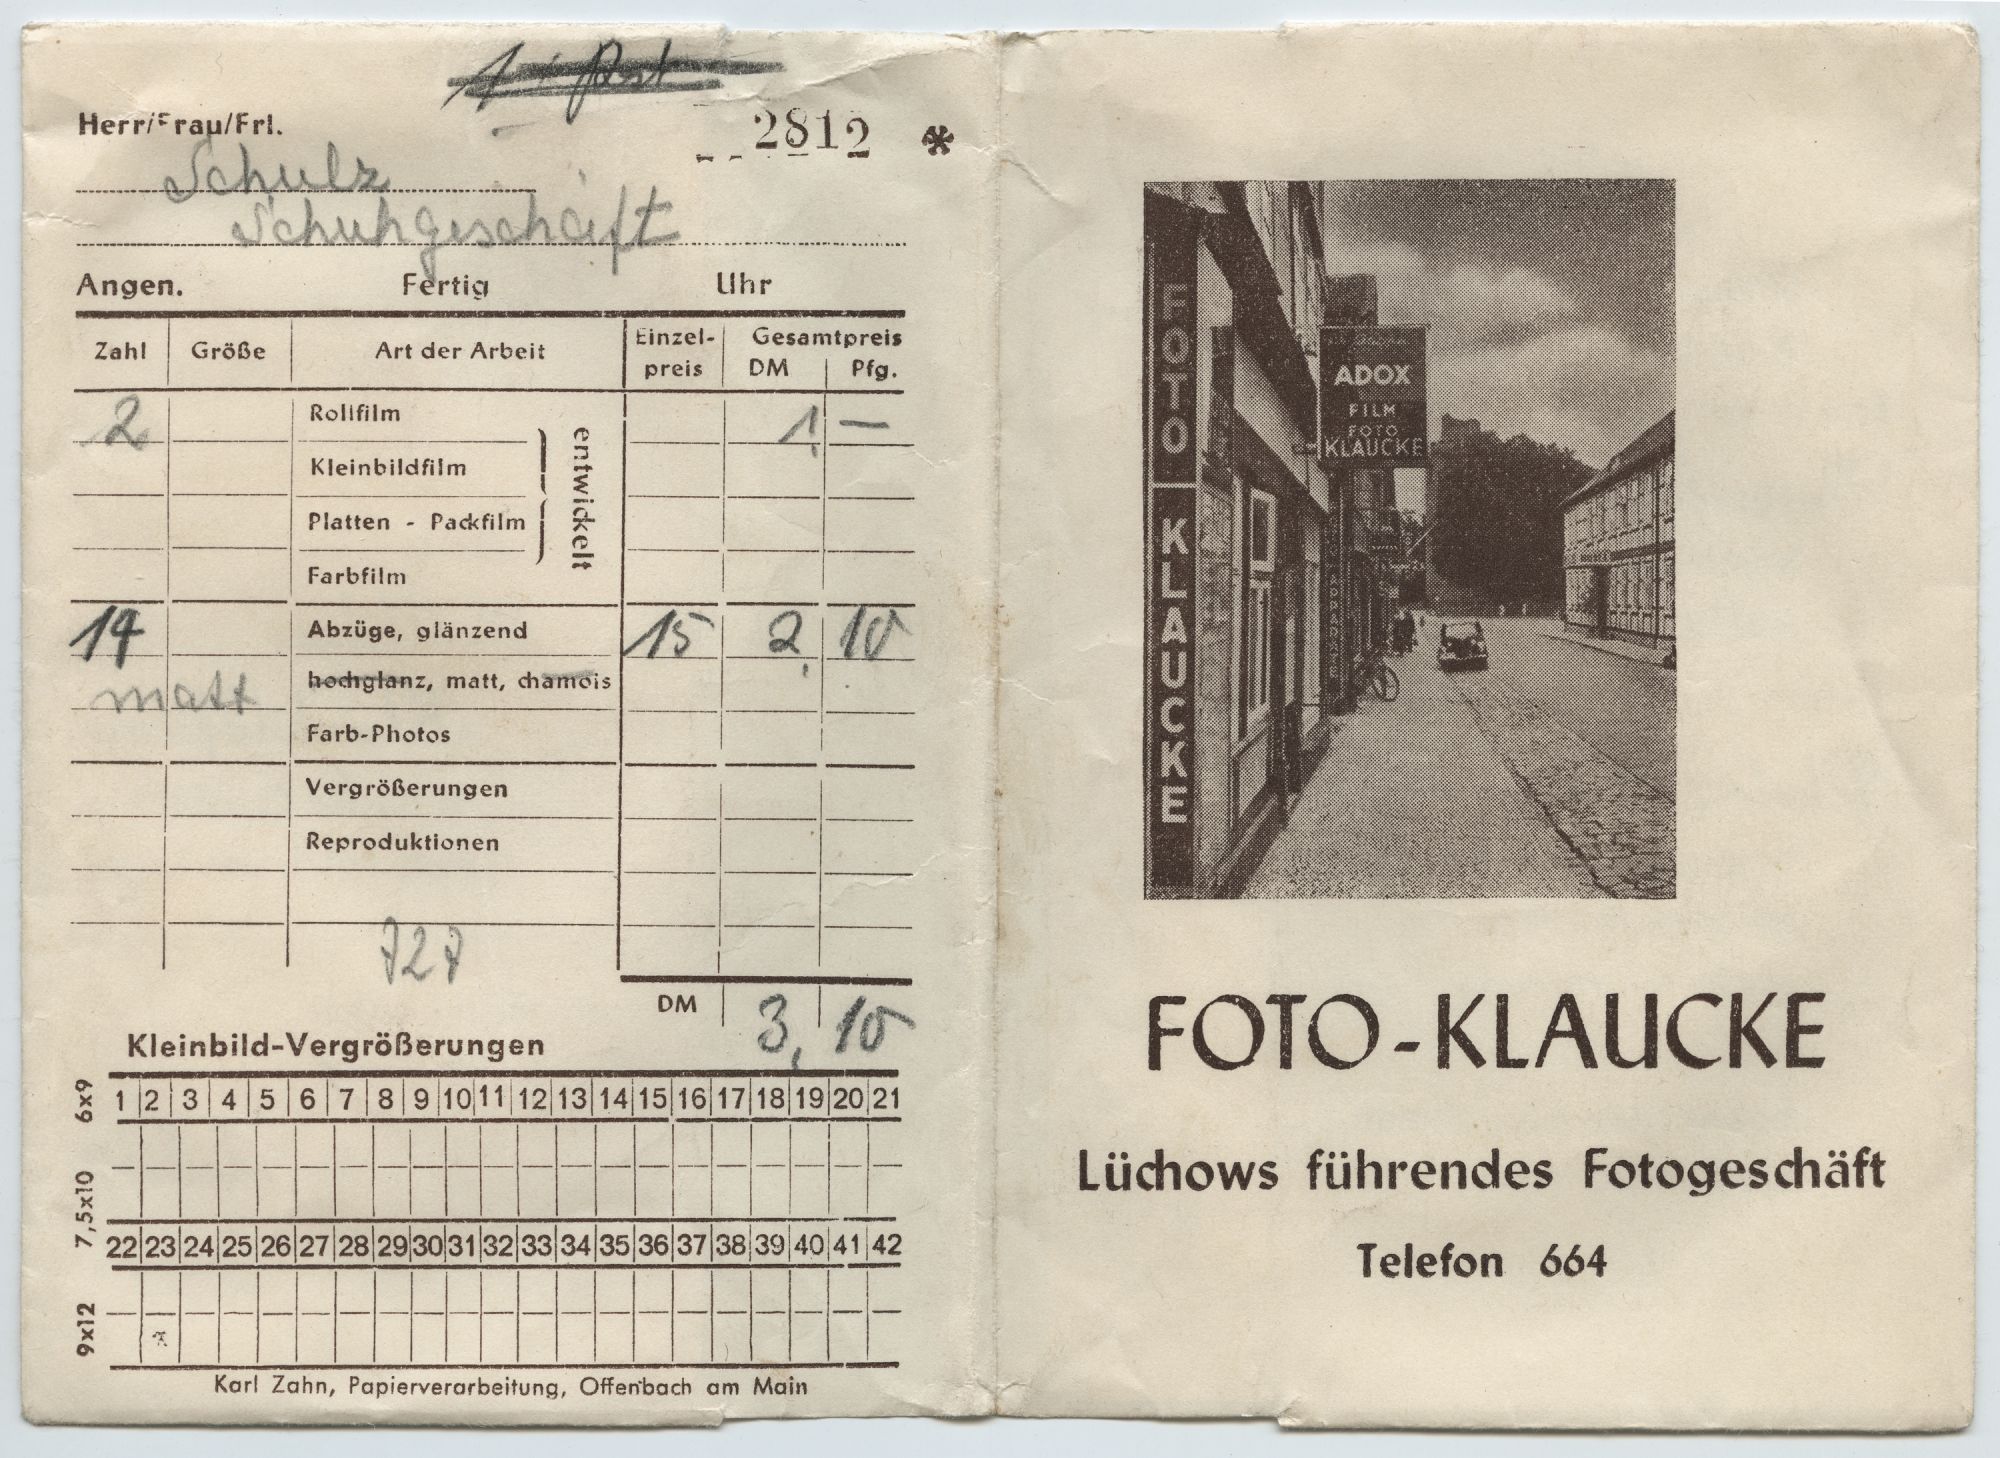 1 Post
Herr/Frau/Frl.
2812 *
Schulz
Schuhgeschäft
Angen. Fertig Uhr
Zahl Größe Art der Arbeit Einzel-preis Gesamtpreis DM Pfg.
2 Rollfilm 1,—
Kleinbildfilm
Platten - Packfilm
entwickelt
Farbfilm
14 Abzüge, glänzend 15 2,10
matt hochglanz, matt, chamois
Farb-Photos
Vergrößerungen
Reproduktionen
727
DM 3,10
Kleinbild-Vergrößerungen
6x9
1 2 3 4 5 6 7 8 9 10 11 12 13 14 15 16 17 18 19 20 21
7,5x10
22 23 24 25 26 27 28 29 30 31 32 33 34 35 36 37 38 39 40 41 42
9x12
Karl Zahn, Papierverarbeitung, Offenbach am Main
FOTO KLAUCKE
ADOX
FILM
FOTO
KLAUCKE
FOTO-KLAUCKE
Lüchows führendes Fotogeschäft
Telefon 664